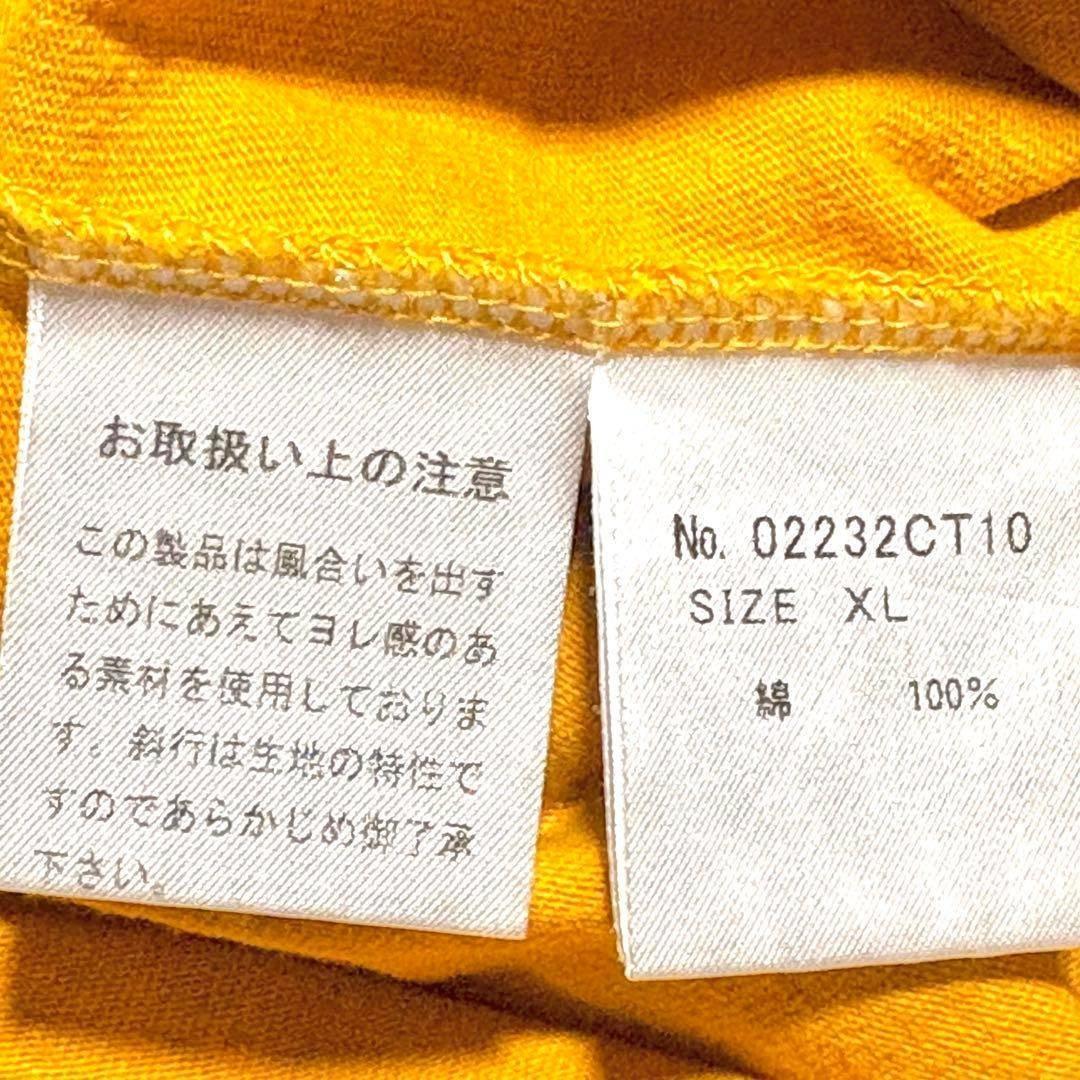 お取扱い上の注意
この製品は風合いを出す
ためにあえてヨレ感のあ
る素材を使用しておりま
す。斜行は生地の特性で
すのであらかじめ御了承
下さい。
No. 02232CT10
SIZE XL
綿 100%